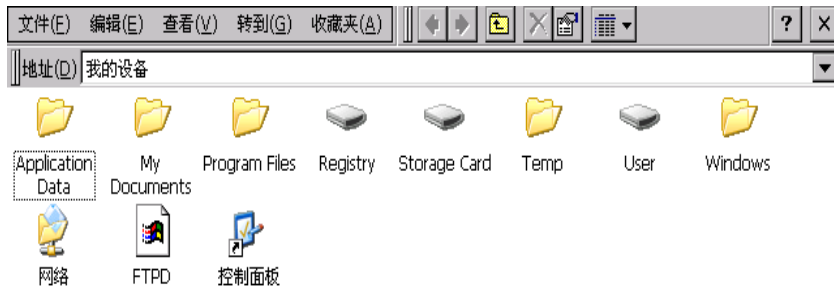 文件(F) 编辑(E) 查看(V) 转到(G) 收藏夹(A) ? ×
地址(D) 我的设备
Application Data My Documents Program Files Registry Storage Card Temp User Windows
网络 FTPD 控制面板